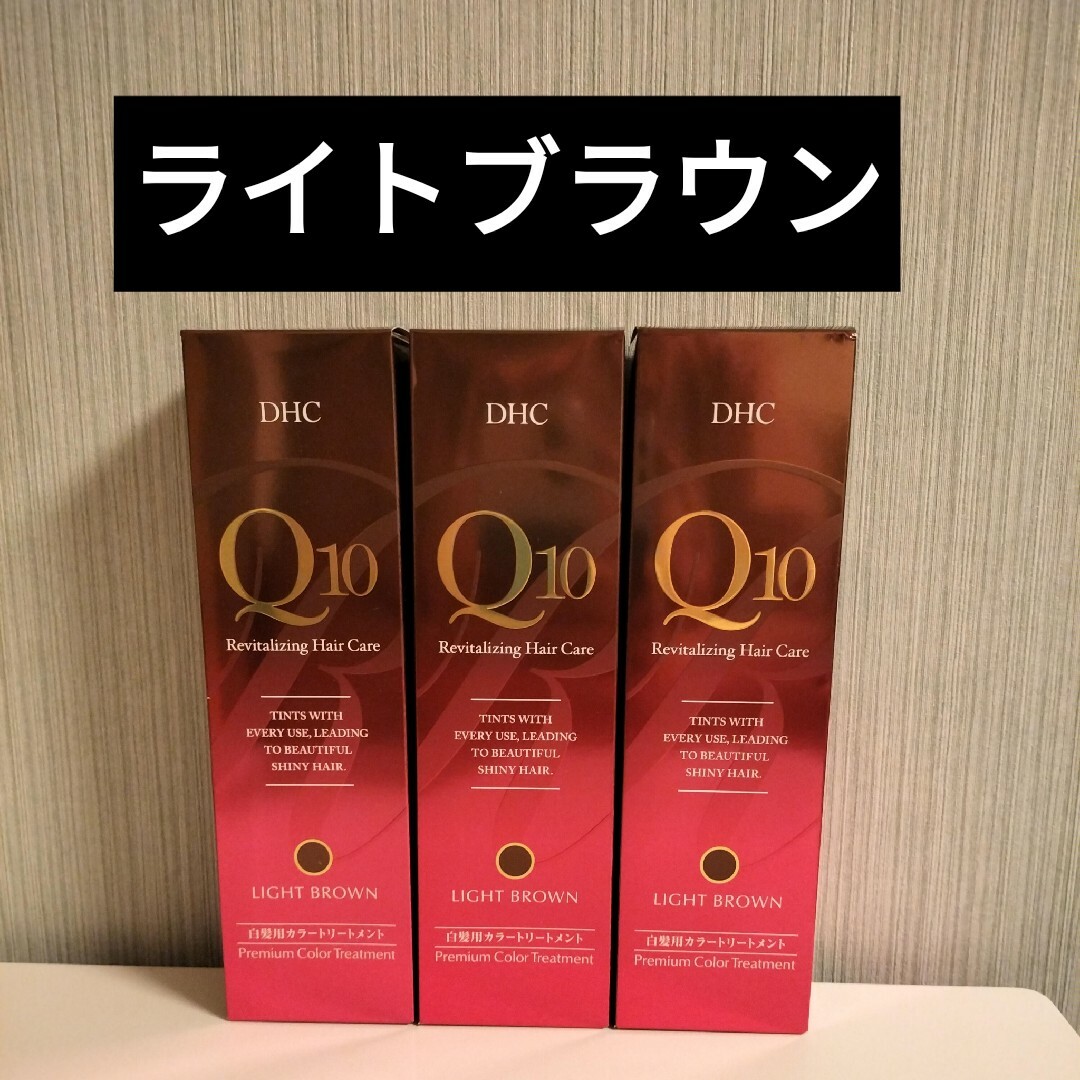 ライトブラウン
DHC
Q10
Revitalizing Hair Care
TINTS WITH
EVERY USE, LEADING
TO BEAUTIFUL
SHINY HAIR.
LIGHT BROWN
白髪用カラートリートメント
Premium Color Treatment
DHC
Q10
Revitalizing Hair Care
TINTS WITH
EVERY USE, LEADING
TO BEAUTIFUL
SHINY HAIR.
LIGHT BROWN
白髪用カラートリートメント
Premium Color Treatment
DHC
Q10
Revitalizing Hair Care
TINTS WITH
EVERY USE, LEADING
TO BEAUTIFUL
SHINY HAIR.
LIGHT BROWN
白髪用カラートリートメント
Premium Color Treatment